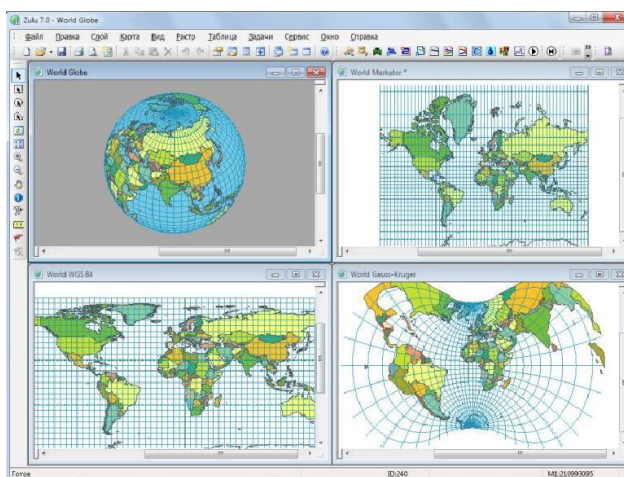 Zulu 7.0 - World Globe
Файл Правка Слой Карта Вид Растр Таблица Задачи Сервис Окно Справка
World Globe
World Merkator *
World WGS 84
World Gauss-Kruger
Готов ID:240 M1:210993095